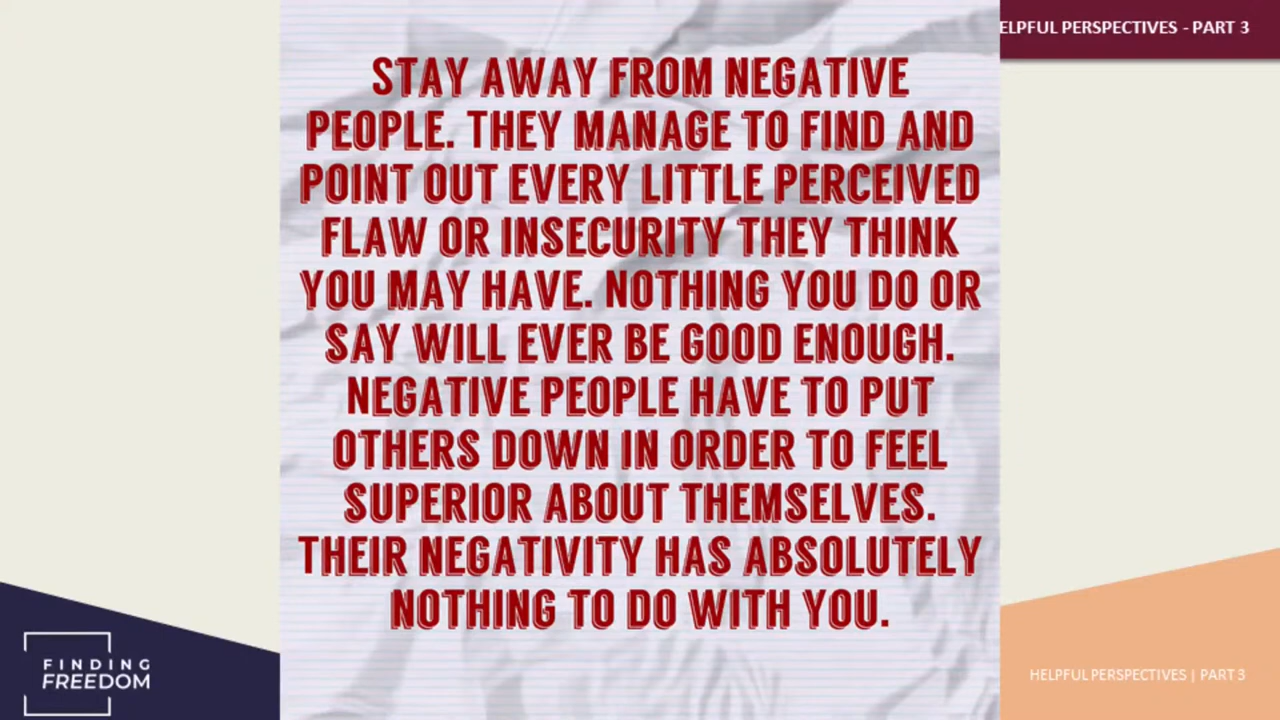 ELPFUL PERSPECTIVES - PART 3
STAY AWAY FROM NEGATIVE
PEOPLE. THEY MANAGE TO FIND AND
POINT OUT EVERY LITTLE PERCEIVED
FLAW OR INSECURITY THEY THINK
YOU MAY HAVE. NOTHING YOU DO OR
SAY WILL EVER BE GOOD ENOUGH.
NEGATIVE PEOPLE HAVE TO PUT
OTHERS DOWN IN ORDER TO FEEL
SUPERIOR ABOUT THEMSELVES.
THEIR NEGATIVITY HAS ABSOLUTELY
NOTHING TO DO WITH YOU.
FINDING
FREEDOM
HELPFUL PERSPECTIVES | PART 3